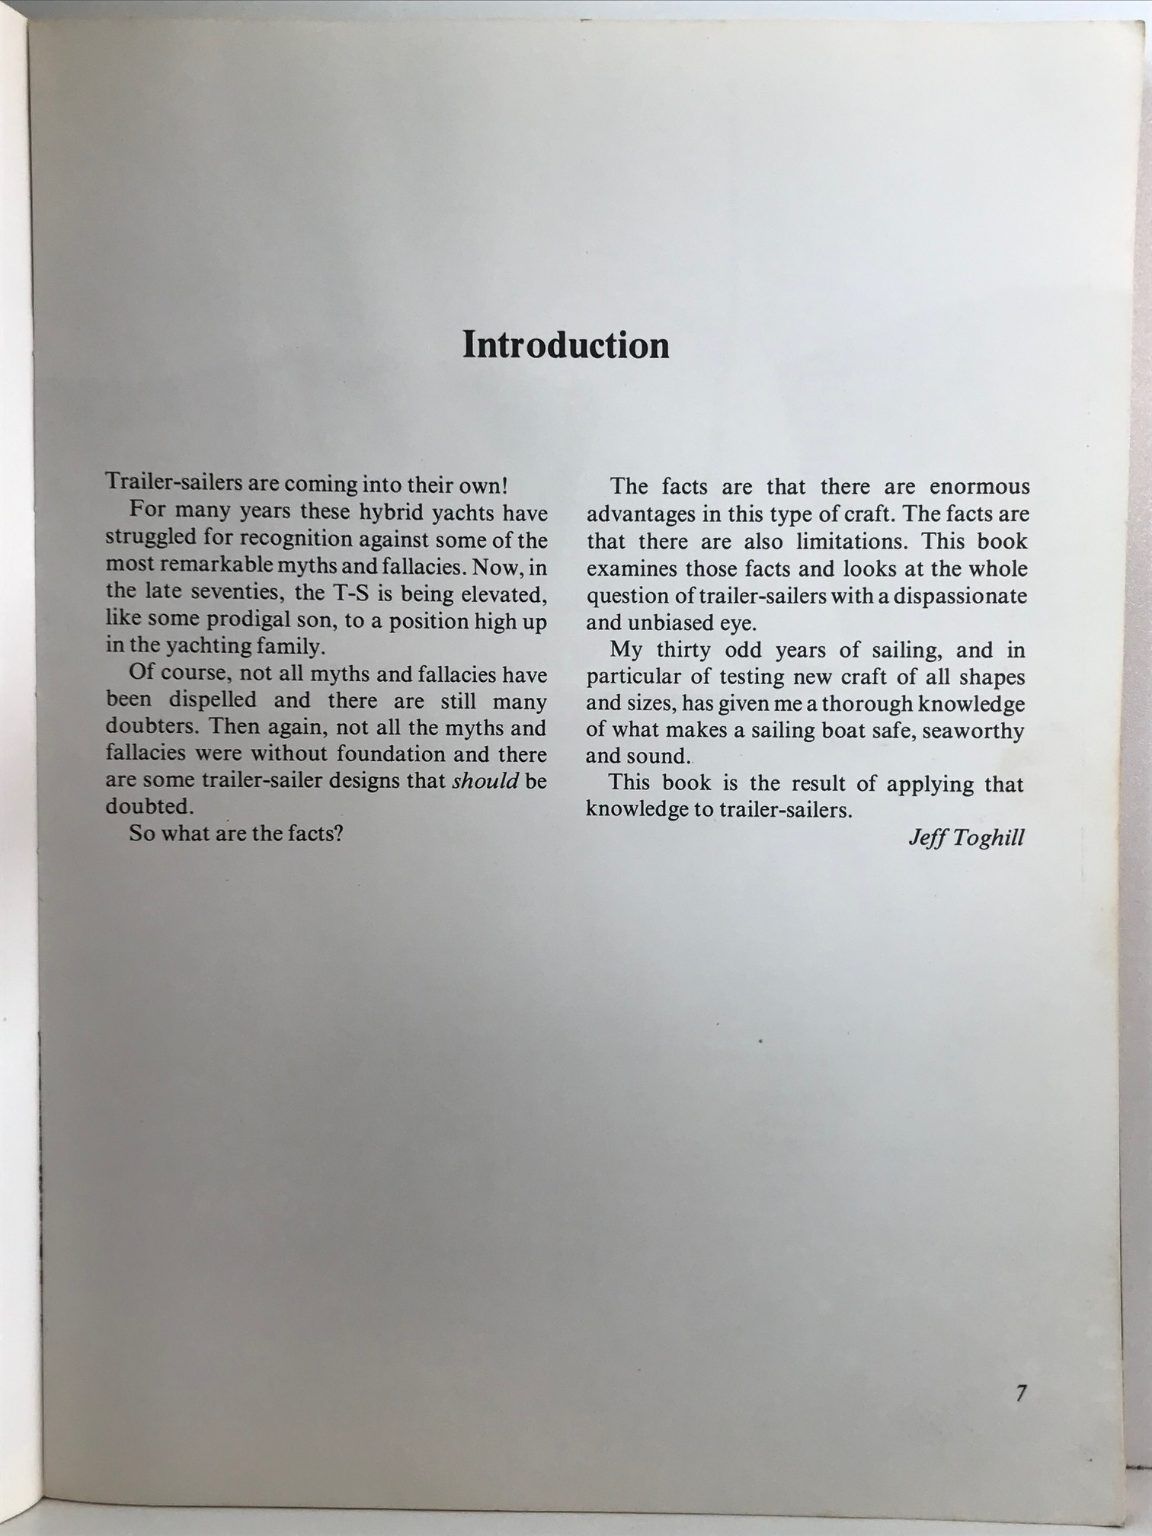 Introduction
Trailer-sailers are coming into their own!
For many years these hybrid yachts have
struggled for recognition against some of the
most remarkable myths and fallacies. Now, in
the late seventies, the T-S is being elevated,
like some prodigal son, to a position high up
in the yachting family.
Of course, not all myths and fallacies have
been dispelled and there are still many
doubters. Then again, not all the myths and
fallacies were without foundation and there
are some trailer-sailer designs that should be
doubted.
So what are the facts?
The facts are that there are enormous
advantages in this type of craft. The facts are
that there are also limitations. This book
examines those facts and looks at the whole
question of trailer-sailers with a dispassionate
and unbiased eye.
My thirty odd years of sailing, and in
particular of testing new craft of all shapes
and sizes, has given me a thorough knowledge
of what makes a sailing boat safe, seaworthy
and sound.
This book is the result of applying that
knowledge to trailer-sailers.
Jeff Toghill
7